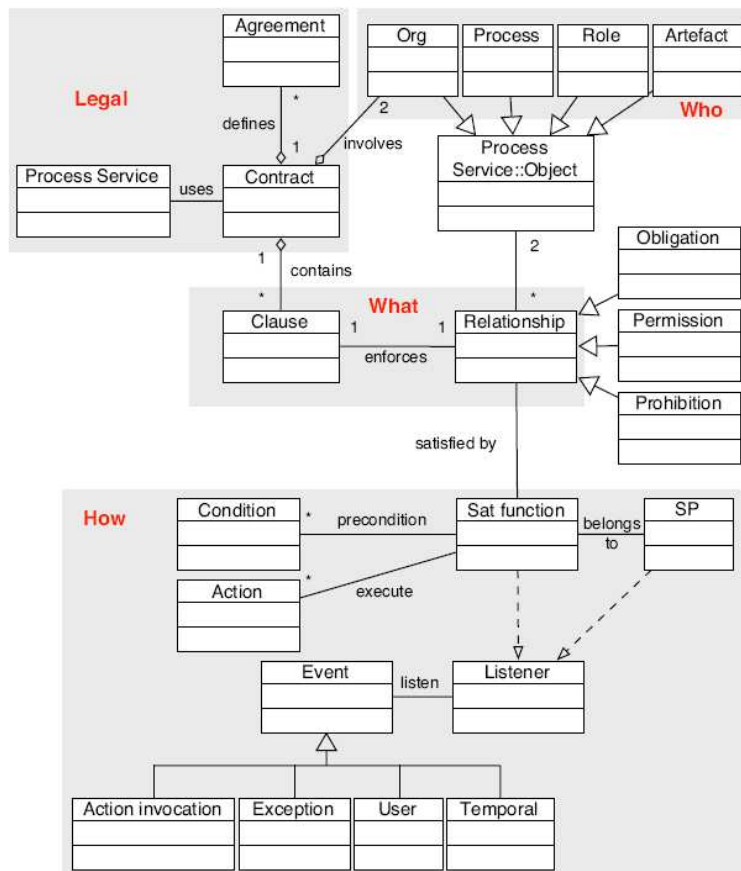 Agreement
Org
Process
Role
Artefact
Legal
*
2
Who
defines
1
involves
Process
Service::Object
Process Service
uses
Contract
Obligation
1
2
contains
*
What
*
Permission
Clause
1
1
Relationship
enforces
Prohibition
satisfied by
How
Condition
*
precondition
Sat function
belongs
to
SP
Action
*
execute
Event
listen
Listener
Action invocation
Exception
User
Temporal